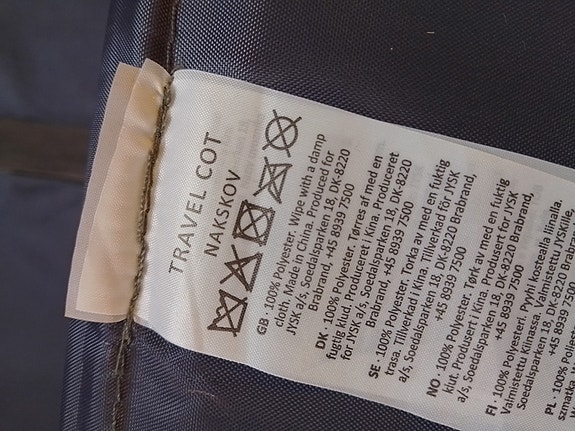 TRAVEL COT
NAKSKOV
GB · 100% Polyester. Wipe with a damp
cloth. Made in China. Produced for
JYSK a/s, Soedalsparken 18, DK-8220
Brabrand, +45 8939 7500
DK · 100% Polyester. Tørres af med en
fugtig klud. Produceret i Kina. Produceret
for JYSK a/s, Soedalsparken 18, DK-8220
Brabrand, +45 8939 7500
SE · 100% Polyester. Torka av med en fuktig
trasa. Tillverkad i Kina. Tillverkad för JYSK
a/s, Soedalsparken 18, DK-8220 Brabrand,
+45 8939 7500
NO · 100% Polyester. Tørk av med en fuktig
klut. Produsert i Kina. Produsert for JYSK
a/s, Soedalsparken 18, DK-8220 Brabrand,
+45 8939 7500
FI · 100% Polyesteri. Pyyhi kostealla liinalla.
Valmistettu Kiinassa. Valmistettu JYSKille,
Soedalsparken 18, DK-8220 Brabrand,
+45 8939 7500
PL · 100% Poliest
szmatką